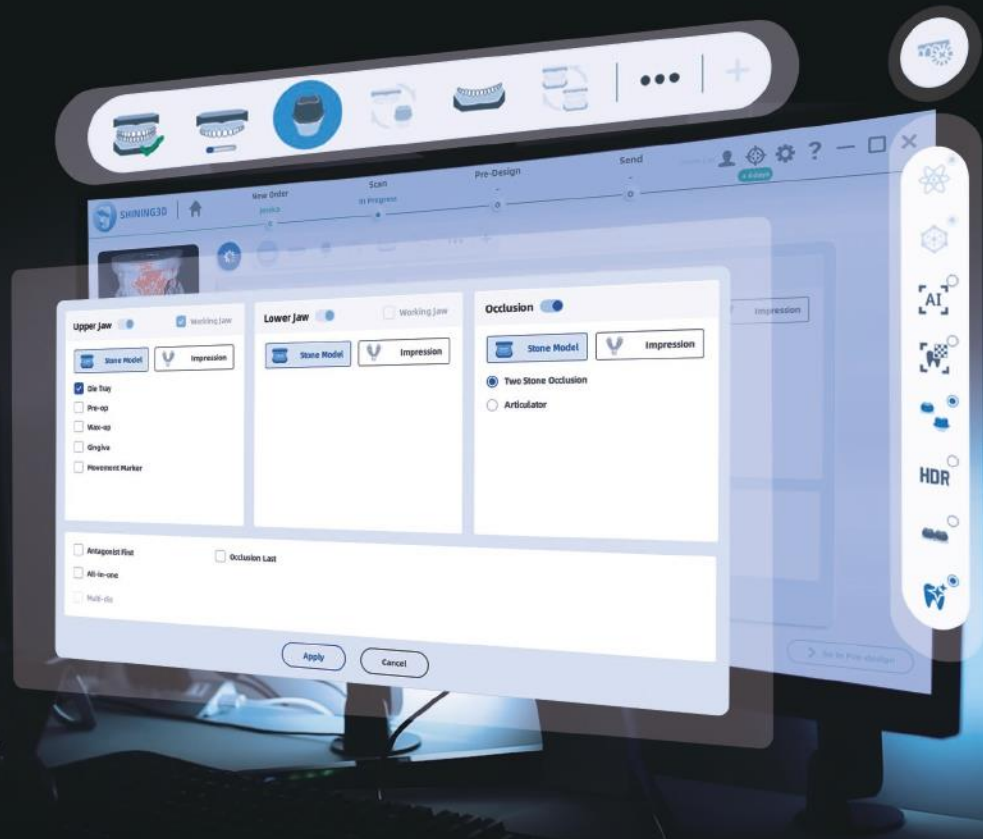 New Order
Scan
Pre-Design
Send
SHINING3D
Jessica
In Progress
?
Upper Jaw
Working Jaw
Stone Model
Impression
Die Tray
Pre-op
Wax-up
Gingiva
Movement Marker
Lower Jaw
Working Jaw
Stone Model
Impression
Occlusion
Stone Model
Impression
Two Stone Occlusion
Articulator
Impression
Antagonist First
Occlusion Last
All-in-one
Multi-die
Apply
Cancel
Go to Pre-design
AI
HDR